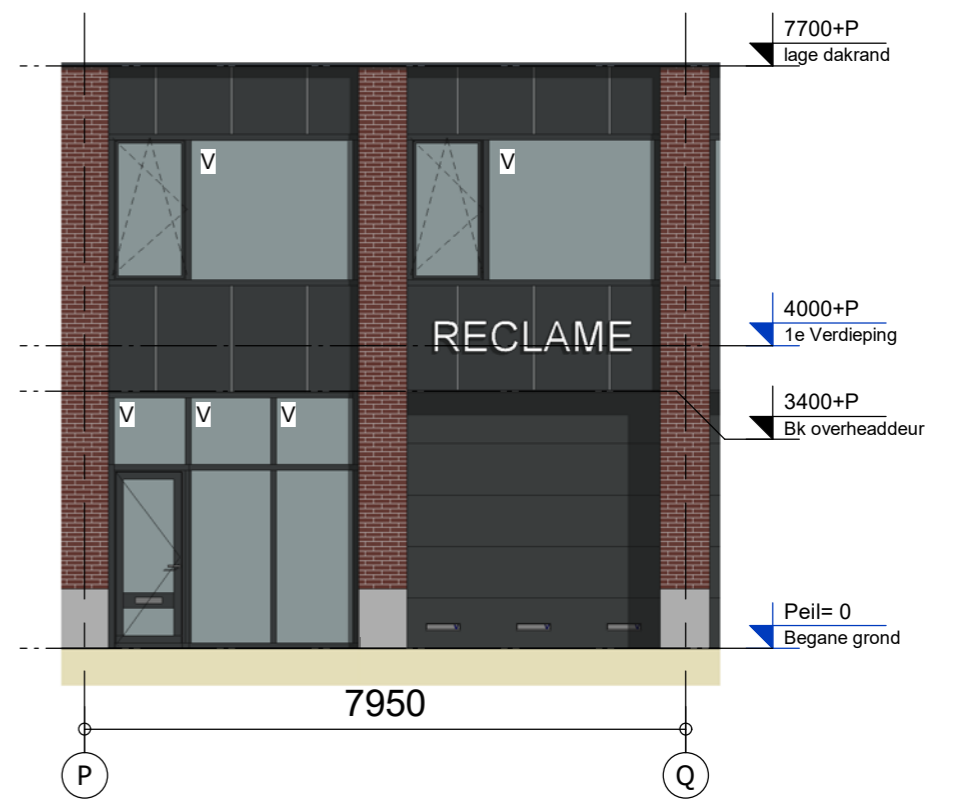 7700+P
lage dakrand
V
V
4000+P
1e Verdieping
RECLAME
3400+P
Bk overheaddeur
V
V
V
Peil= 0
Begane grond
7950
P
Q